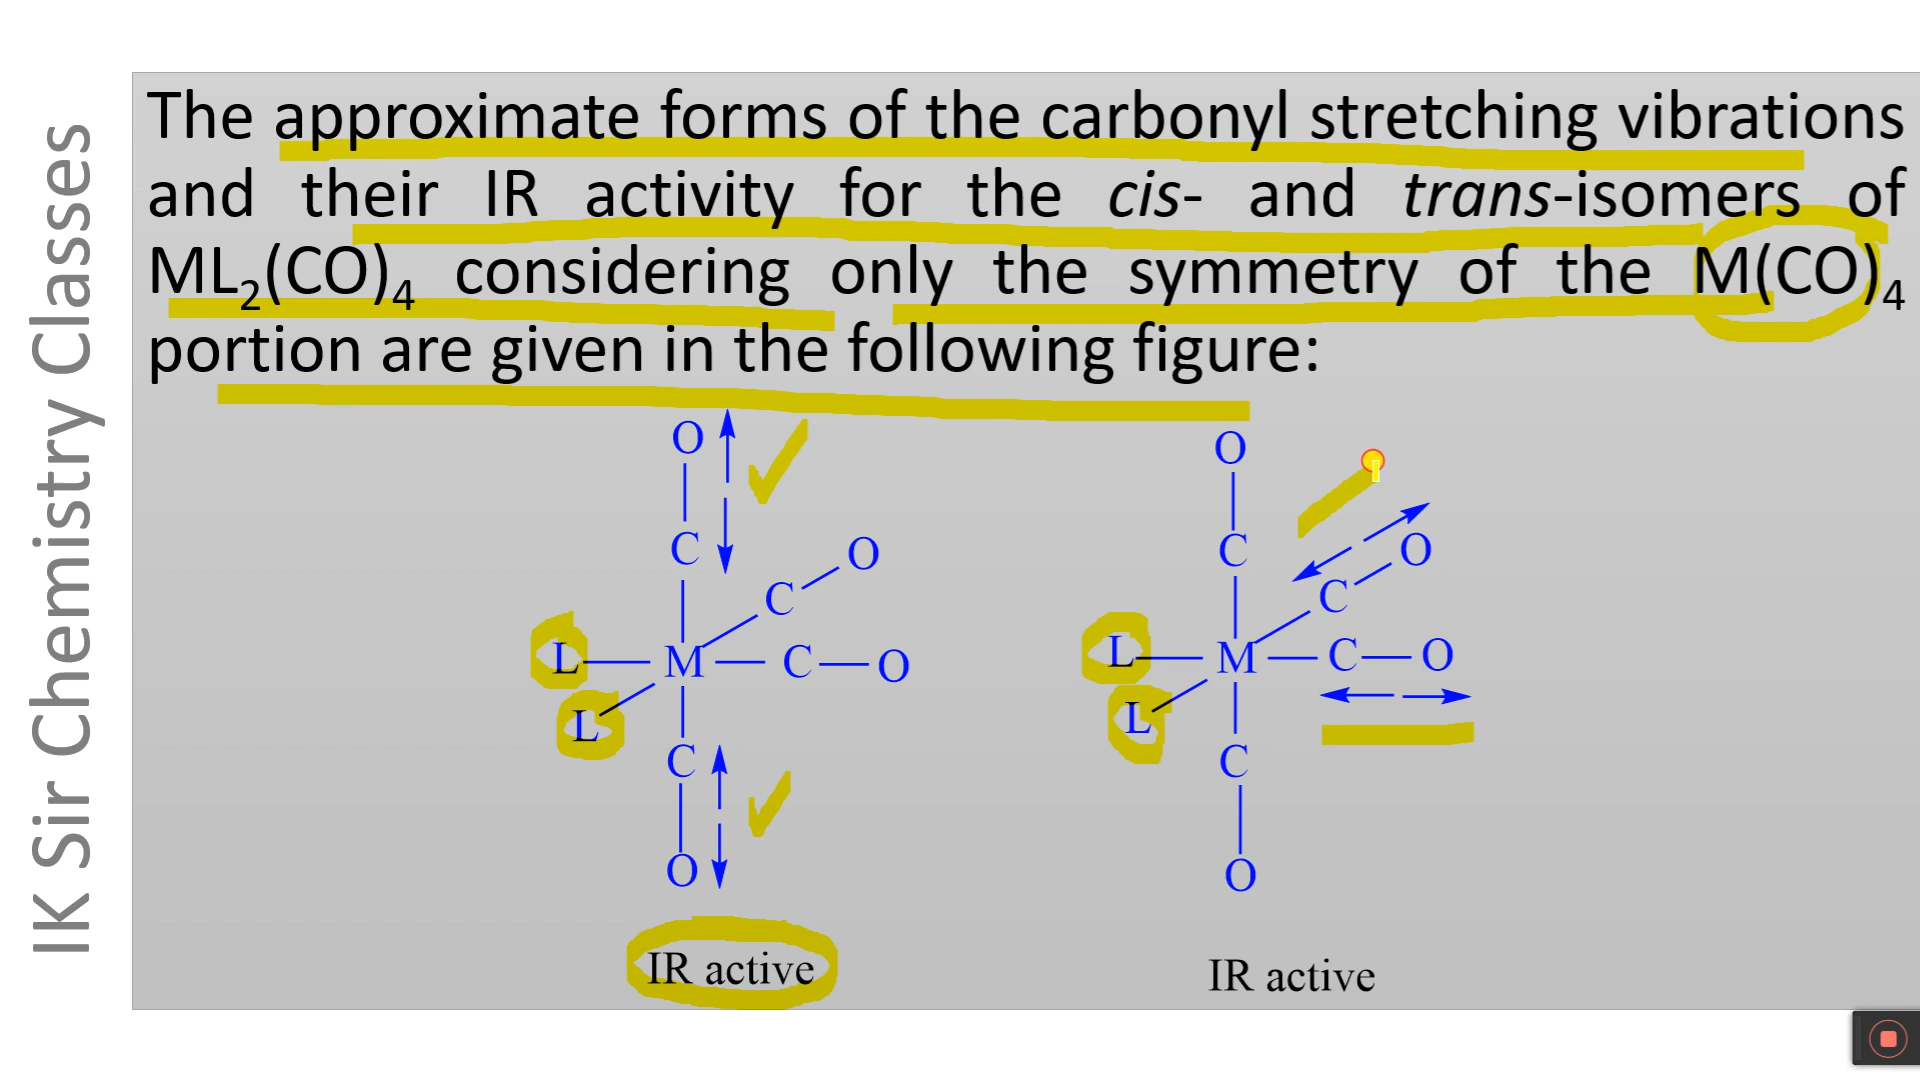 IK Sir Chemistry Classes
The approximate forms of the carbonyl stretching vibrations
and their IR activity for the cis- and trans-isomers of
ML₂(CO)₄ considering only the symmetry of the M(CO)₄
portion are given in the following figure:
O
C
C O
L M C O
L
C
O
IR active
O
C
C O
L M C O
L
C
O
IR active